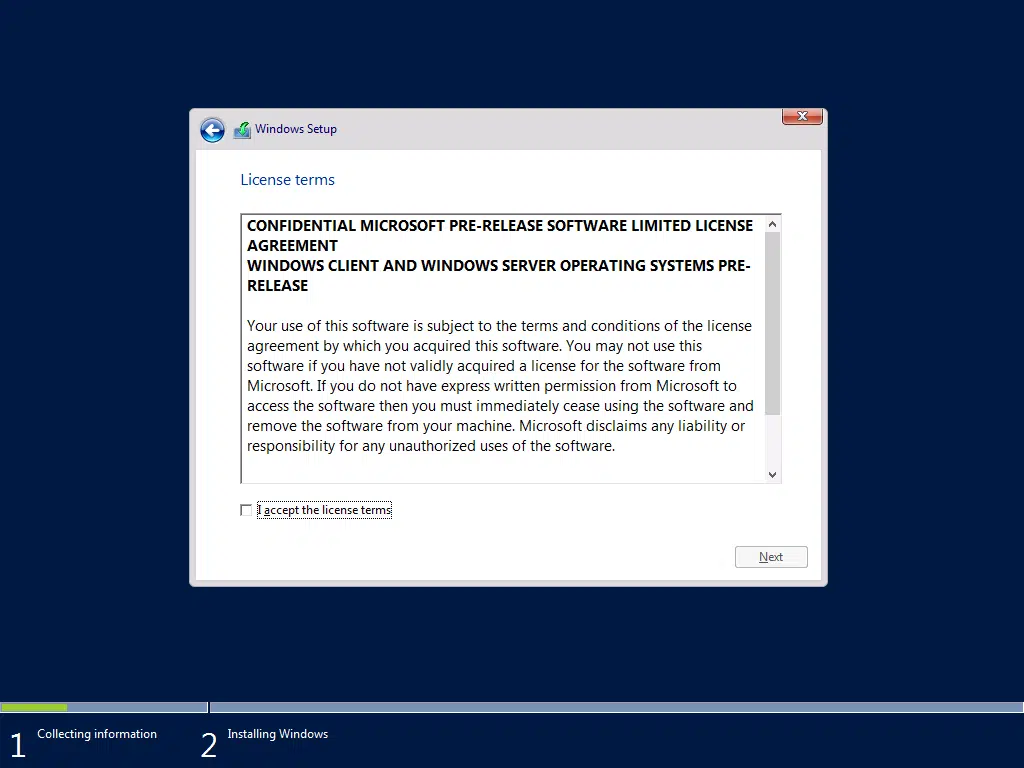 Windows Setup
License terms
CONFIDENTIAL MICROSOFT PRE-RELEASE SOFTWARE LIMITED LICENSE
AGREEMENT
WINDOWS CLIENT AND WINDOWS SERVER OPERATING SYSTEMS PRE-
RELEASE
Your use of this software is subject to the terms and conditions of the license
agreement by which you acquired this software. You may not use this
software if you have not validly acquired a license for the software from
Microsoft. If you do not have express written permission from Microsoft to
access the software then you must immediately cease using the software and
remove the software from your machine. Microsoft disclaims any liability or
responsibility for any unauthorized uses of the software.
I accept the license terms
Next
1 Collecting information
2 Installing Windows